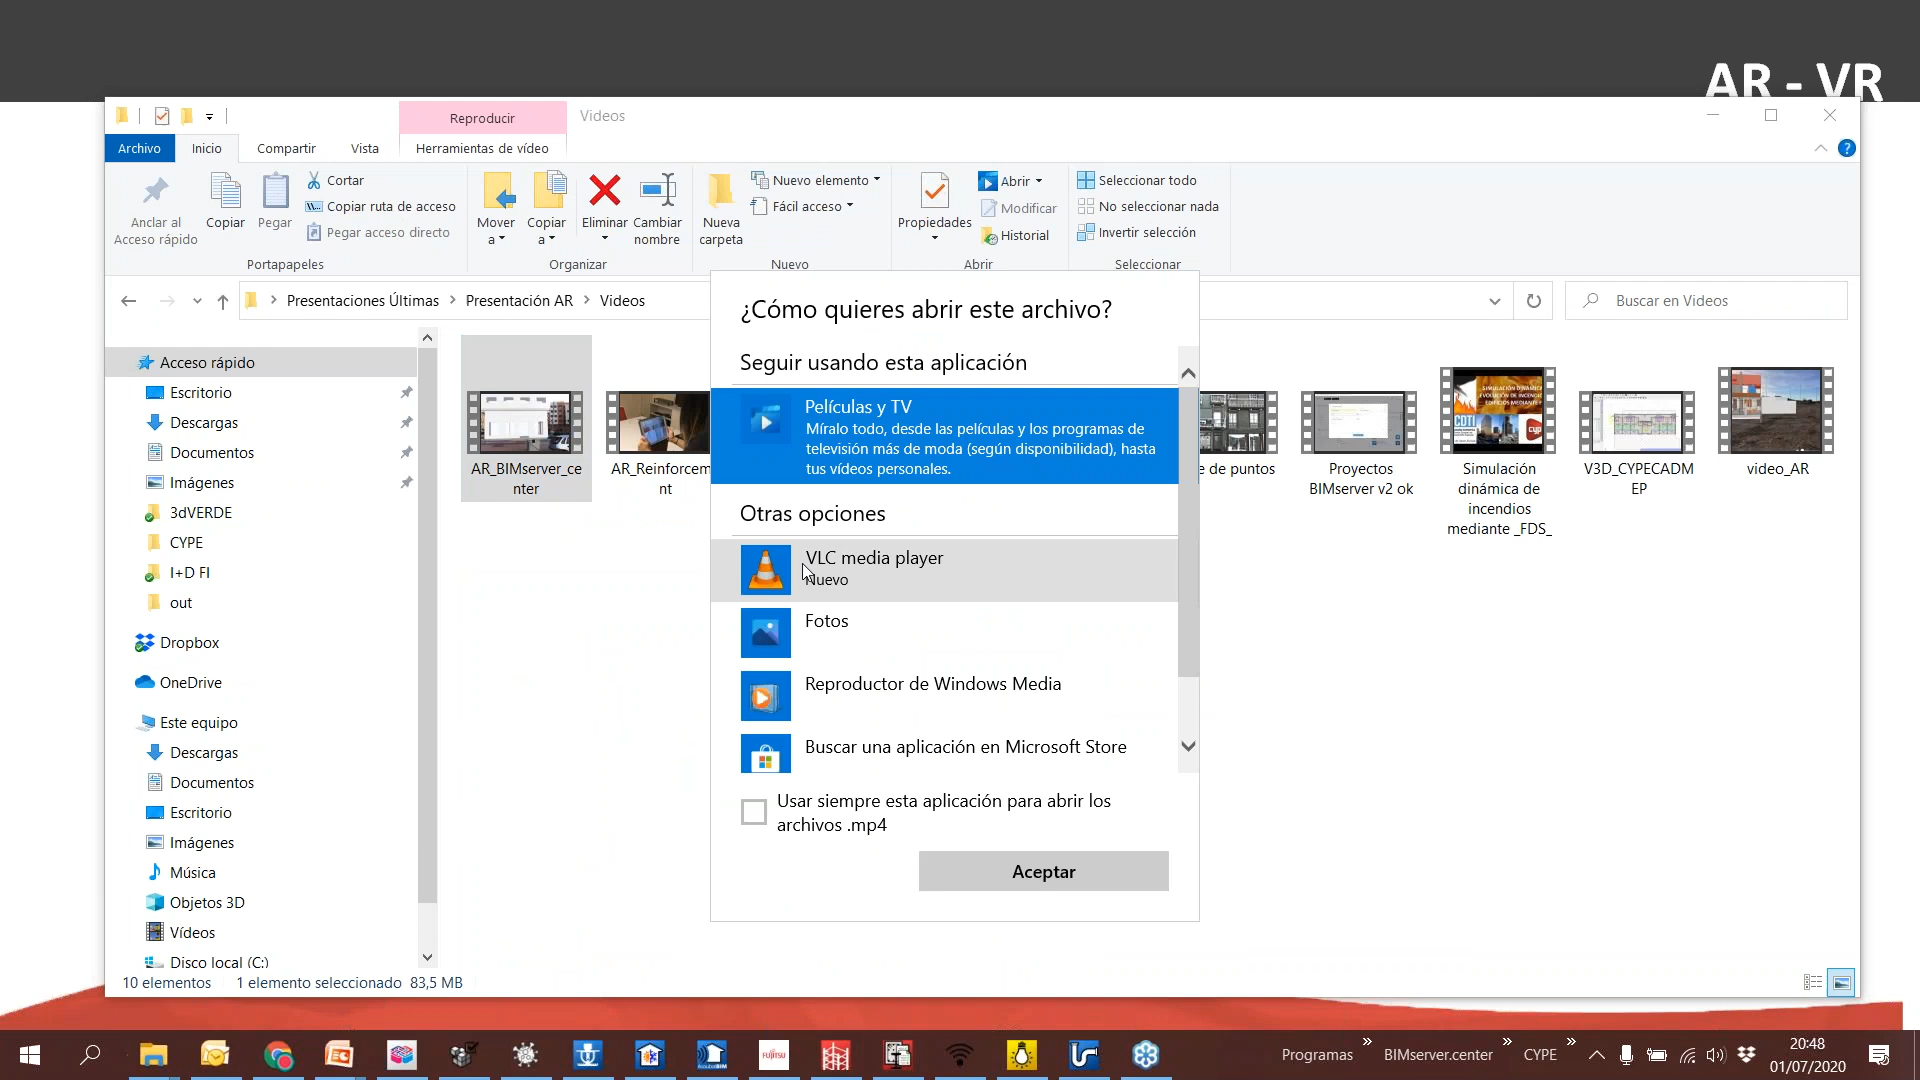 AR - VR
Reproducir
Videos
Archivo
Inicio
Compartir
Vista
Herramientas de vídeo
Anclar al
Acceso rápido
Copiar
Pegar
Cortar
Copiar ruta de acceso
Pegar acceso directo
Portapapeles
Mover
a
Copiar
a
Eliminar
Cambiar
nombre
Organizar
Nueva
carpeta
Nuevo elemento
Fácil acceso
Nuevo
Propiedades
Abrir
Modificar
Historial
Abrir
Seleccionar todo
No seleccionar nada
Invertir selección
Seleccionar
Presentaciones Últimas > Presentación AR > Videos
Buscar en Videos
Acceso rápido
Escritorio
Descargas
Documentos
Imágenes
3dVERDE
CYPE
I+D FI
out
Dropbox
OneDrive
Este equipo
Descargas
Documentos
Escritorio
Imágenes
Música
Objetos 3D
Vídeos
Disco local (C:)
AR_BIMserver_ce
nter
AR_Reinforcem
nt
¿Cómo quieres abrir este archivo?
Seguir usando esta aplicación
Películas y TV
Míralo todo, desde las películas y los programas de
televisión más de moda (según disponibilidad), hasta
tus vídeos personales.
Otras opciones
VLC media player
Nuevo
Fotos
Reproductor de Windows Media
Buscar una aplicación en Microsoft Store
Usar siempre esta aplicación para abrir los
archivos .mp4
Aceptar
e de puntos
Proyectos
BIMserver v2 ok
SIMULACIÓN DINÁMICA
CDTI
Simulación
dinámica de
incendios
mediante _FDS_
V3D_CYPECADM
EP
video_AR
10 elementos
1 elemento seleccionado 83,5 MB
FUJITSU
Programas
BIMserver.center
CYPE
20:48
01/07/2020